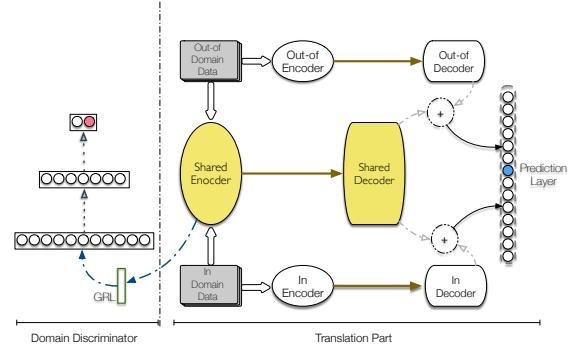 Out-of
Domain
Data
Out-of
Encoder
Out-of
Decoder
+
Shared
Enocder
Shared
Decoder
Prediction
Layer
+
GRL
In
Domain
Data
In
Encoder
In
Decoder
Domain Discriminator
Translation Part